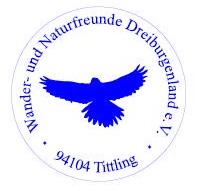 Wander- und Naturfreunde Dreiburgenland e.V.
• 94104 Tittling •